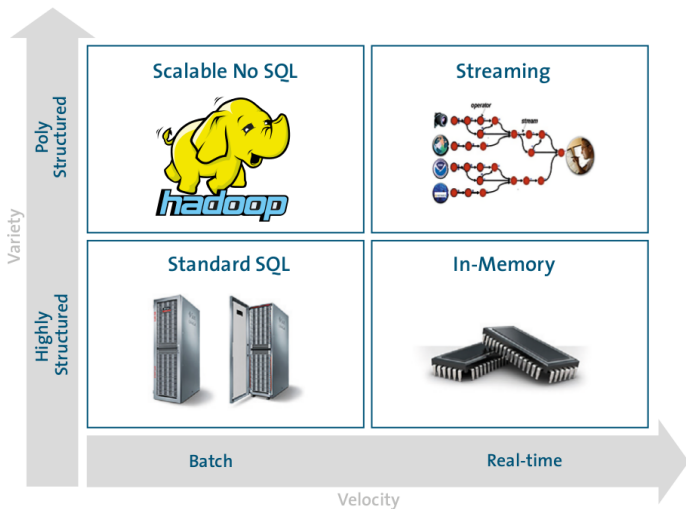 Scalable No SQL
Streaming
operator
stream
hadoop
Poly
Structured
Variety
Standard SQL
In-Memory
Highly
Structured
Batch
Real-time
Velocity